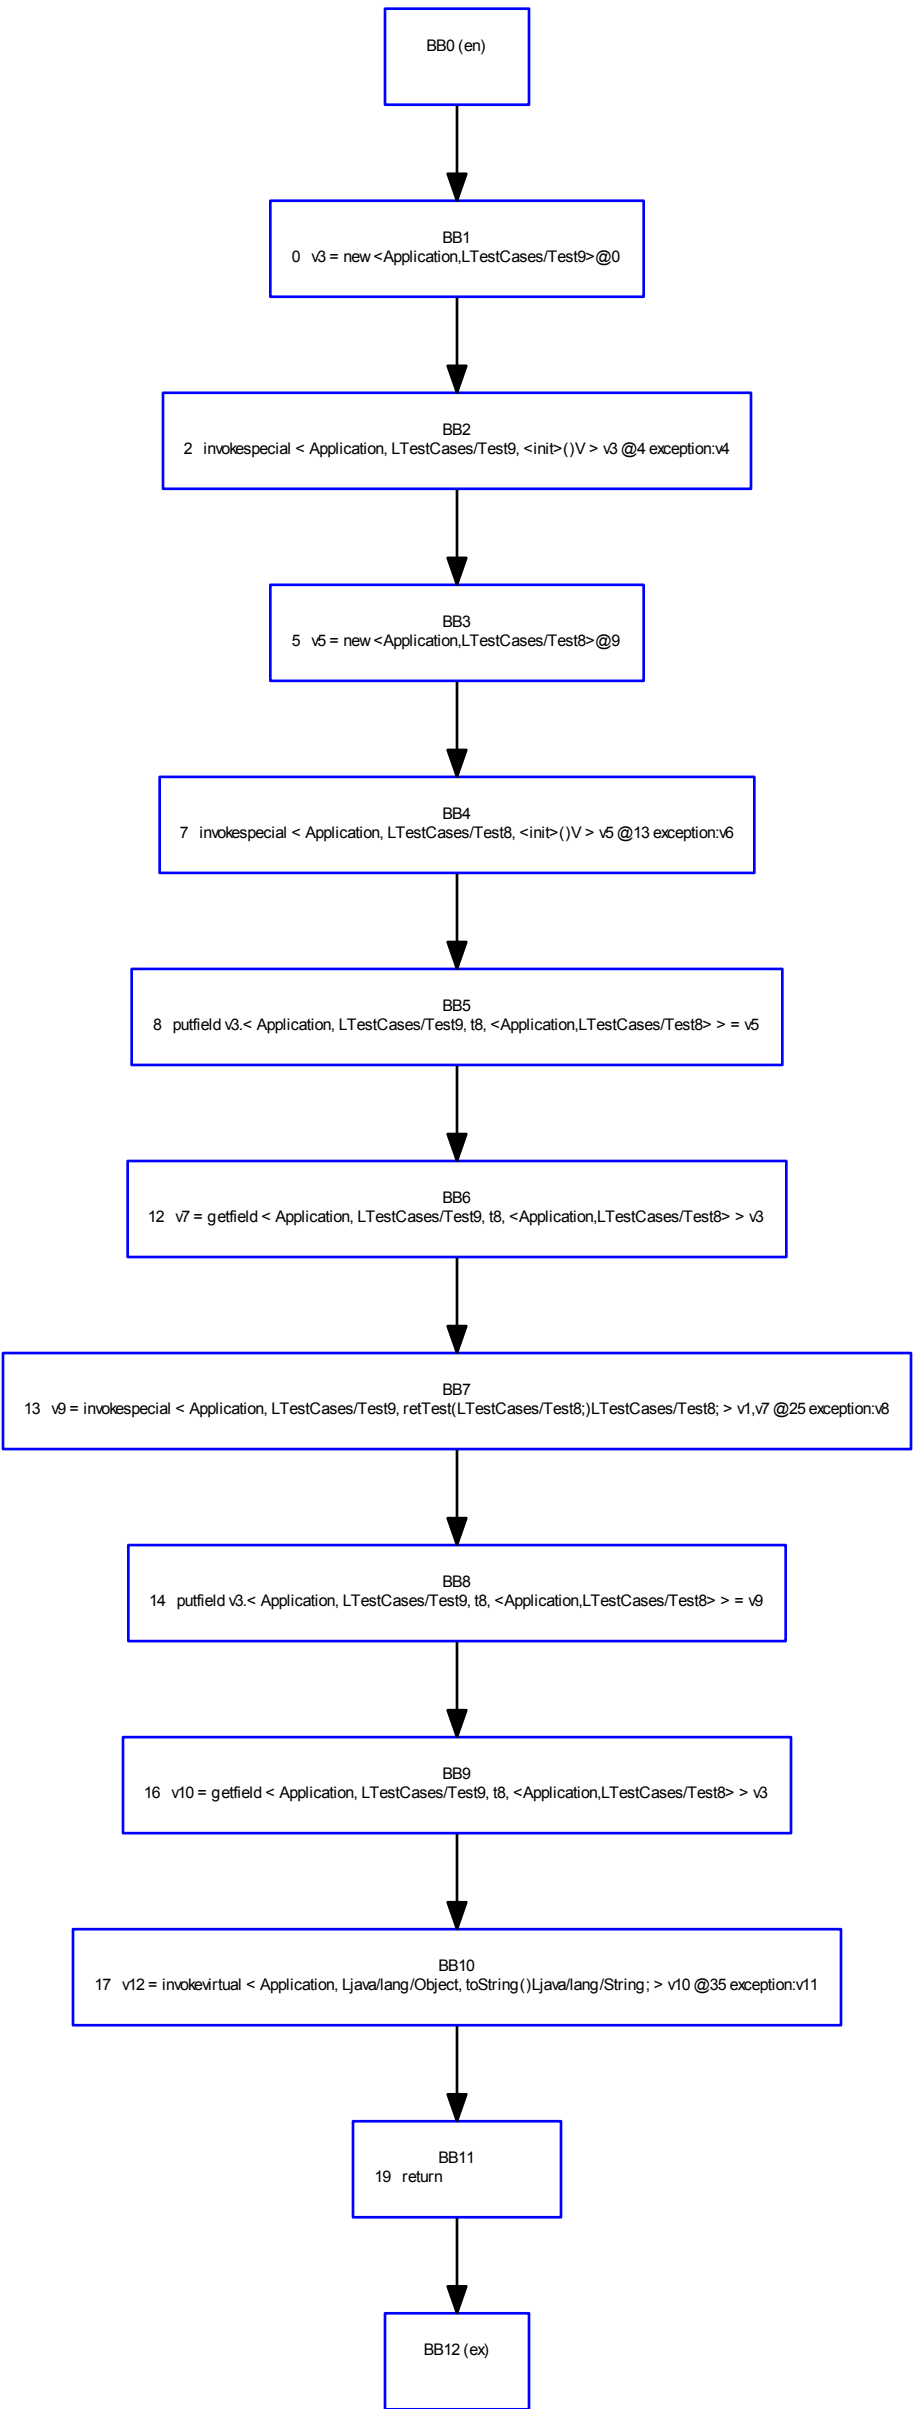 BB0 (en)
BB1
0 v3 = new <Application,LTestCases/Test9>@0
BB2
2 invokespecial < Application, LTestCases/Test9, <init>()V > v3 @4 exception:v4
BB3
5 v5 = new <Application,LTestCases/Test8>@9
BB4
7 invokespecial < Application, LTestCases/Test8, <init>()V > v5 @13 exception:v6
BB5
8 putfield v3.< Application, LTestCases/Test9, t8, <Application,LTestCases/Test8> > = v5
BB6
12 v7 = getfield < Application, LTestCases/Test9, t8, <Application,LTestCases/Test8> > v3
BB7
13 v9 = invokespecial < Application, LTestCases/Test9, retTest(LTestCases/Test8;)LTestCases/Test8; > v1,v7 @25 exception:v8
BB8
14 putfield v3.< Application, LTestCases/Test9, t8, <Application,LTestCases/Test8> > = v9
BB9
16 v10 = getfield < Application, LTestCases/Test9, t8, <Application,LTestCases/Test8> > v3
BB10
17 v12 = invokevirtual < Application, Ljava/lang/Object, toString()Ljava/lang/String; > v10 @35 exception:v11
BB11
19 return
BB12 (ex)